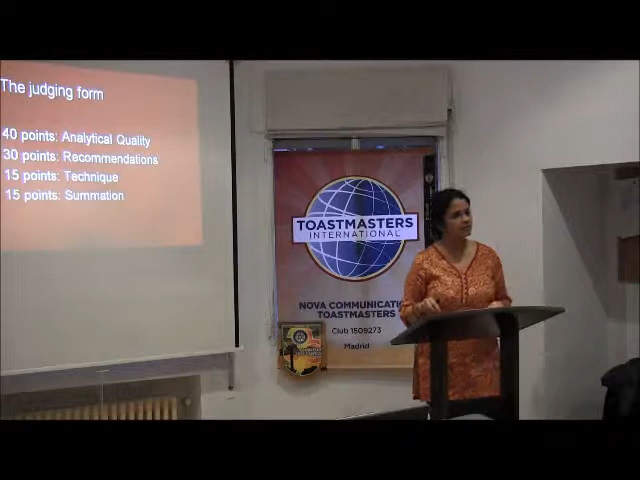 The judging form
40 points: Analytical Quality
30 points: Recommendations
15 points: Technique
15 points: Summation
TOASTMASTERS
INTERNATIONAL
NOVA COMMUNICATI
TOASTMASTERS
Club 1509273
Madrid